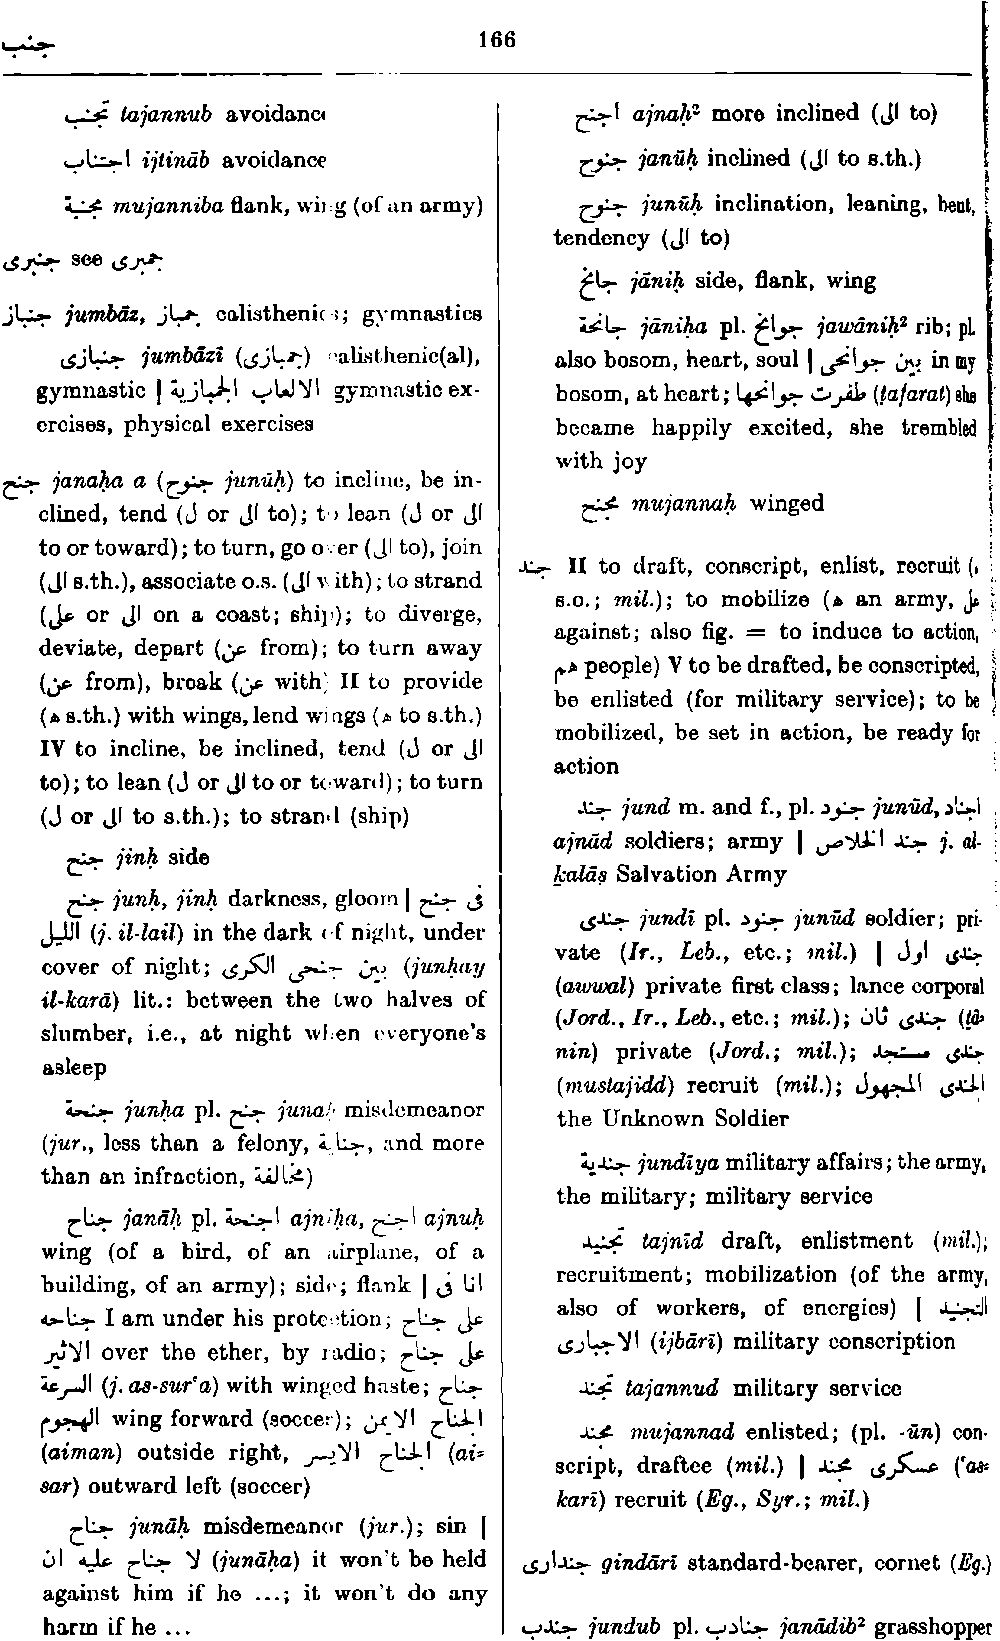 جنب
166
تجنب tajannub avoidance
اجتناب ijtināb avoidance
مجنبة mujanniba flank, wing (of an army)
جنبرى see جمبرى
جنباز jumbāz, جمباز calisthenics; gymnastics
جنبازى jumbāzī (جمبازى) calisthenic(al),
gymnastic | الالعاب الجمبازية gymnastic ex-
ercises, physical exercises
جنح janaḥa a (جنوح junūḥ) to incline, be in-
clined, tend (ل or الى to); to lean (ل or الى
to or toward); to turn, go over (الى to), join
(الى s.th.), associate o.s. (الى with); to strand
(على or الى on a coast; ship); to diverge,
deviate, depart (عن from); to turn away
(عن from), break (عن with) II to provide
(ه s.th.) with wings, lend wings (ه to s.th.)
IV to incline, be inclined, tend (ل or الى
to); to lean (ل or الى to or toward); to turn
(ل or الى to s.th.); to strand (ship)
جنح jinḥ side
جنح junḥ, jinḥ darkness, gloom | فى جنح
الليل (j. il-lail) in the dark of night, under
cover of night; بين جنحى الكرى (junḥay
il-karā) lit.: between the two halves of
slumber, i.e., at night when everyone's
asleep
جنحة junḥa pl. جنح junaḥ misdemeanor
(jur., less than a felony, جناية, and more
than an infraction, مخالفة)
جناح janāḥ pl. اجنحة ajniḥa, اجنح ajnuḥ
wing (of a bird, of an airplane, of a
building, of an army); side; flank | انا فى
جناحه I am under his protection; على جناح
الاثير over the ether, by radio; على جناح
السرعة (j. as-sur‘a) with winged haste; جناح
الهجوم wing forward (soccer); الجناح الايمن
(aiman) outside right, الجناح الايسر (ai=
sar) outward left (soccer)
جناح junāḥ misdemeanor (jur.); sin |
لا جناح عليه ان (junāḥa) it won't be held
against him if he ...; it won't do any
harm if he ...
اجنح ajnaḥ² more inclined (الى to)
جنوح janūḥ inclined (الى to s.th.)
جنوح junūḥ inclination, leaning, bent,
tendency (الى to)
جانح jāniḥ side, flank, wing
جانحة jāniḥa pl. جوانح jawāniḥ² rib; pl.
also bosom, heart, soul | بين جوانحى in my
bosom, at heart; طفرت جوانحها (ṭafarat) she
became happily excited, she trembled
with joy
مجنح mujannaḥ winged
جند II to draft, conscript, enlist, recruit (ه
s.o.; mil.); to mobilize (ه an army, على
against; also fig. = to induce to action,
هم people) V to be drafted, be conscripted,
be enlisted (for military service); to be
mobilized, be set in action, be ready for
action
جند jund m. and f., pl. جنود junūd, اجناد
ajnād soldiers; army | جند الخلاص j. al-
ḵalāṣ Salvation Army
جندى jundī pl. جنود junūd soldier; pri-
vate (Ir., Leb., etc.; mil.) | جندى اول
(awwal) private first class; lance corporal
(Jord., Ir., Leb., etc.; mil.); جندى ثان (ṯā=
nin) private (Jord.; mil.); جندى مستجد
(mustajidd) recruit (mil.); الجندى المجهول
the Unknown Soldier
جندية jundīya military affairs; the army,
the military; military service
تجنيد tajnīd draft, enlistment (mil.);
recruitment; mobilization (of the army,
also of workers, of energies) | التجنيد
الاجبارى (ijbārī) military conscription
تجند tajannud military service
مجند mujannad enlisted; (pl. -ūn) con-
script, draftee (mil.) | عسكرى مجند (‘as=
karī) recruit (Eg., Syr.; mil.)
جندارى gindārī standard-bearer, cornet (Eg.)
جندب jundub pl. جنادب janādib² grasshopper